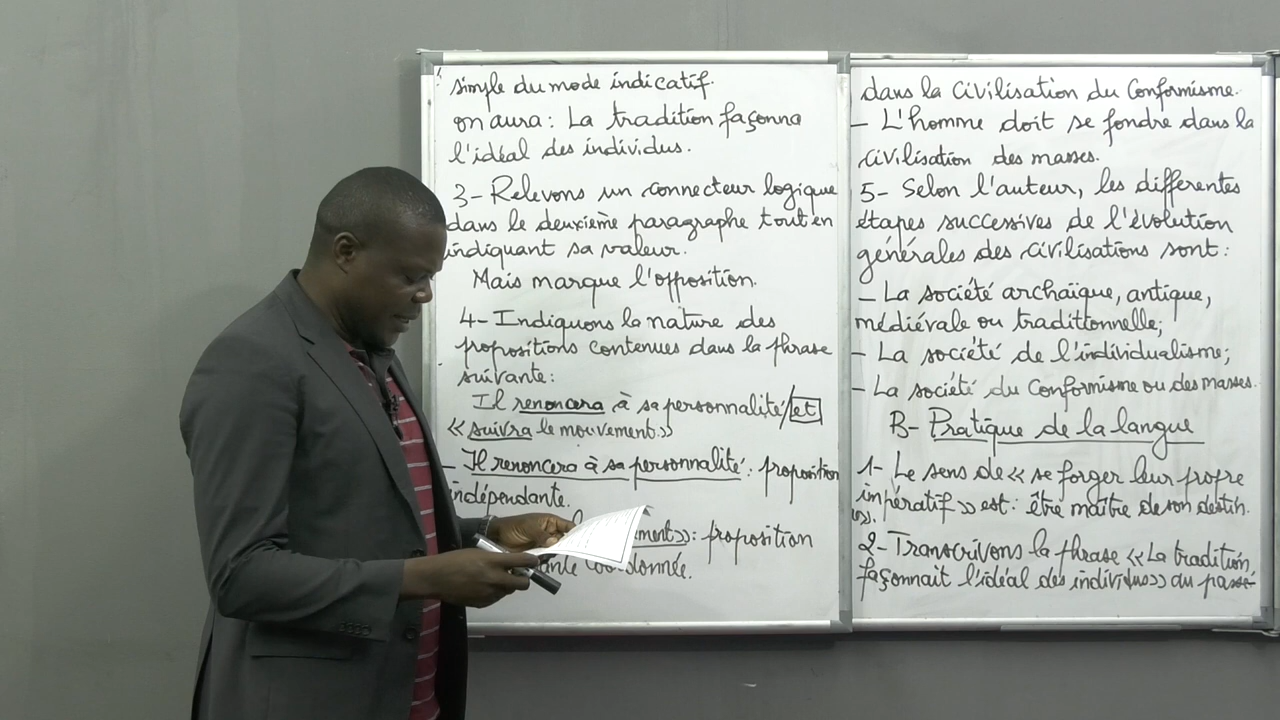 simple du mode indicatif.
on aura : La tradition façonna
l'idéal des individus.
3- Relevons un connecteur logique
dans le deuxième paragraphe tout en
indiquant sa valeur.
Mais marque l'opposition.
4- Indiquons la nature des
propositions contenues dans la phrase
suivante :
Il renoncera à sa personnalité/et
«suivra le mouvement.»
- Il renoncera à sa personnalité : proposition
indépendante.
ment» : proposition
ante coordonnée.
dans la civilisation du Conformisme.
- L'homme doit se fondre dans la
civilisation des masses.
5- Selon l'auteur, les differentes
étapes successives de l'évolution
générales des civilisations sont :
- La société archaïque, antique,
médiévale ou tradittonnelle;
- La société de l'individualisme;
- La société du Conformisme ou des masses.
B- Pratique de la langue
1- Le sens de « se forger leur propre
impératif » est : être maître de son destin.
2- Transcrivons la phrase «La tradition
façonnait l'idéal des individus» au passé